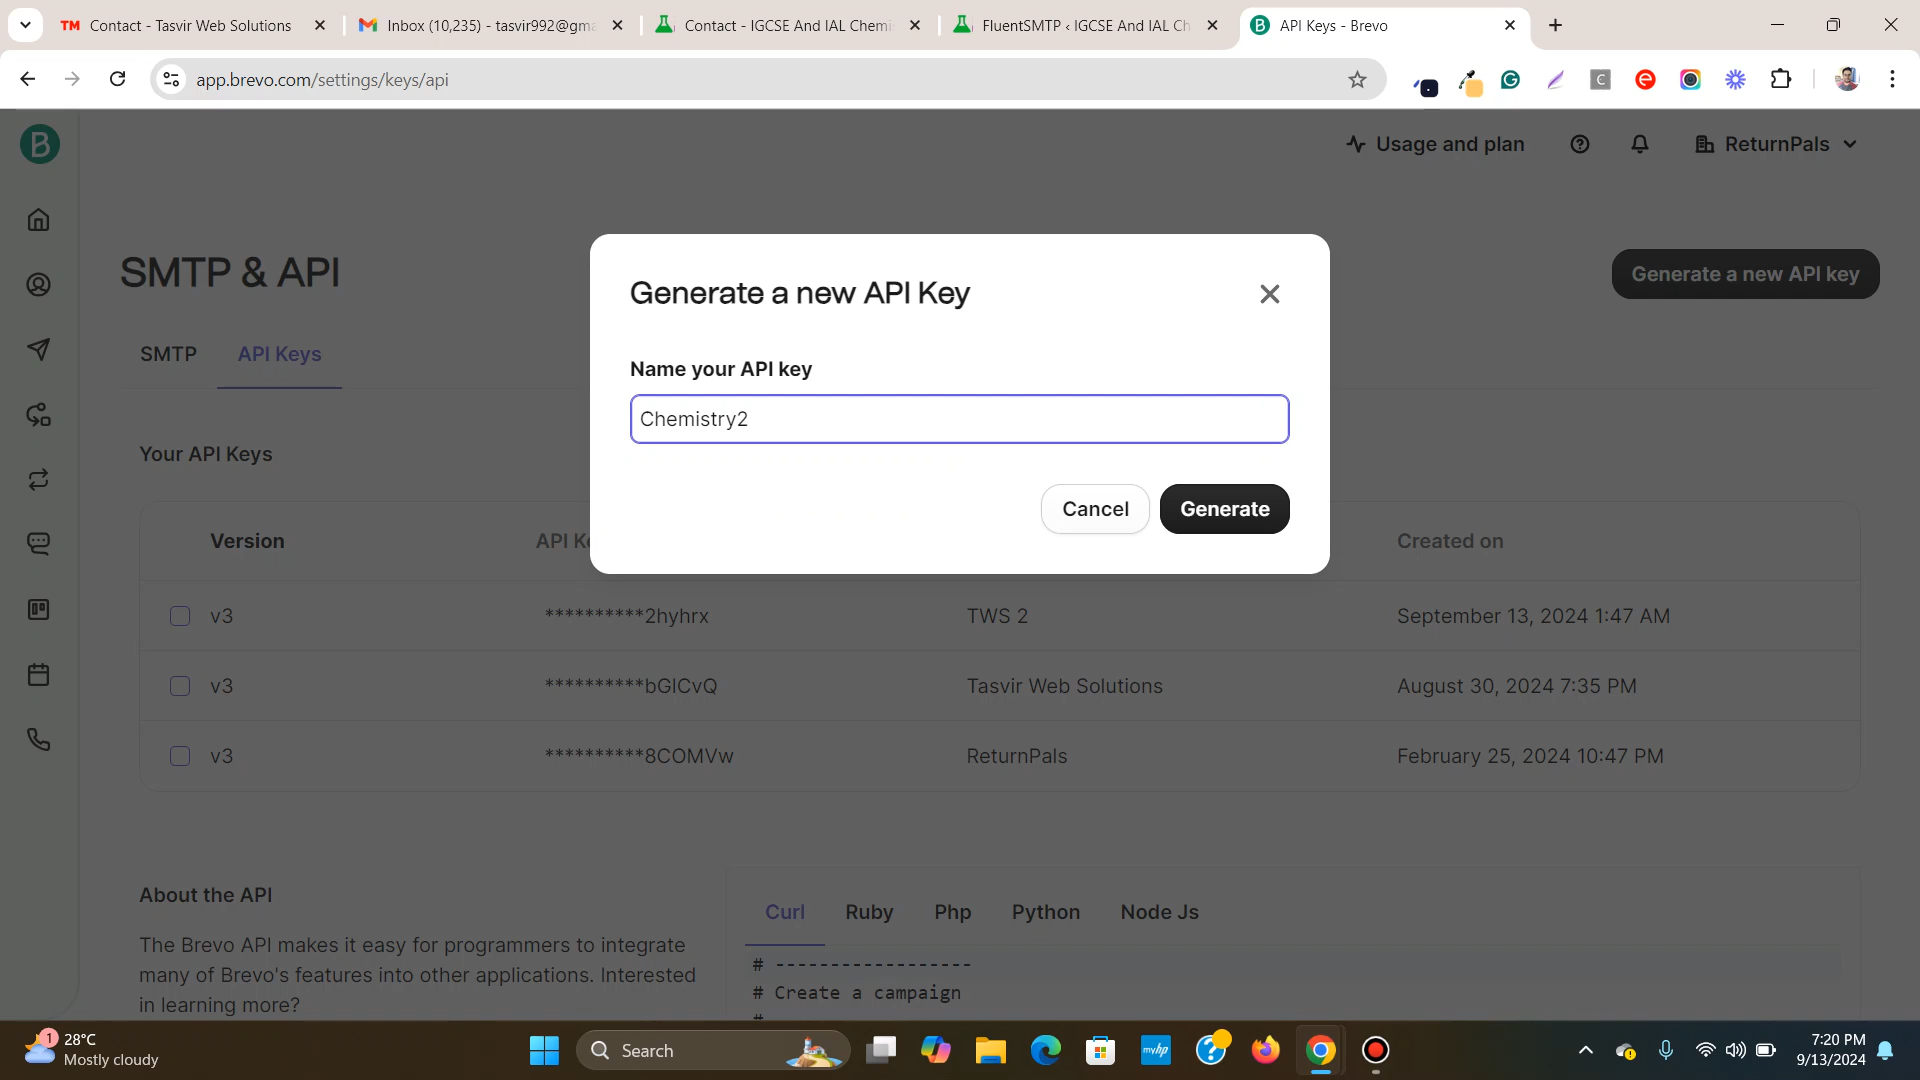 Contact - Tasvir Web Solutions
Inbox (10,235) - tasvir992@gma
Contact - IGCSE And IAL Chemi
FluentSMTP ‹ IGCSE And IAL Ch
API Keys - Brevo
app.brevo.com/settings/keys/api
Usage and plan
ReturnPals
SMTP & API
Generate a new API key
SMTP
API Keys
Generate a new API Key
Name your API key
Chemistry2
Cancel
Generate
Your API Keys
Version
API Ke
Created on
v3
**********2hyhrx
TWS 2
September 13, 2024 1:47 AM
v3
**********bGICvQ
Tasvir Web Solutions
August 30, 2024 7:35 PM
v3
**********8COMVw
ReturnPals
February 25, 2024 10:47 PM
About the API
The Brevo API makes it easy for programmers to integrate
many of Brevo's features into other applications. Interested
in learning more?
Curl
Ruby
Php
Python
Node Js
# ------------------
# Create a campaign
#
1
28°C
Mostly cloudy
Search
myhp
7:20 PM
9/13/2024